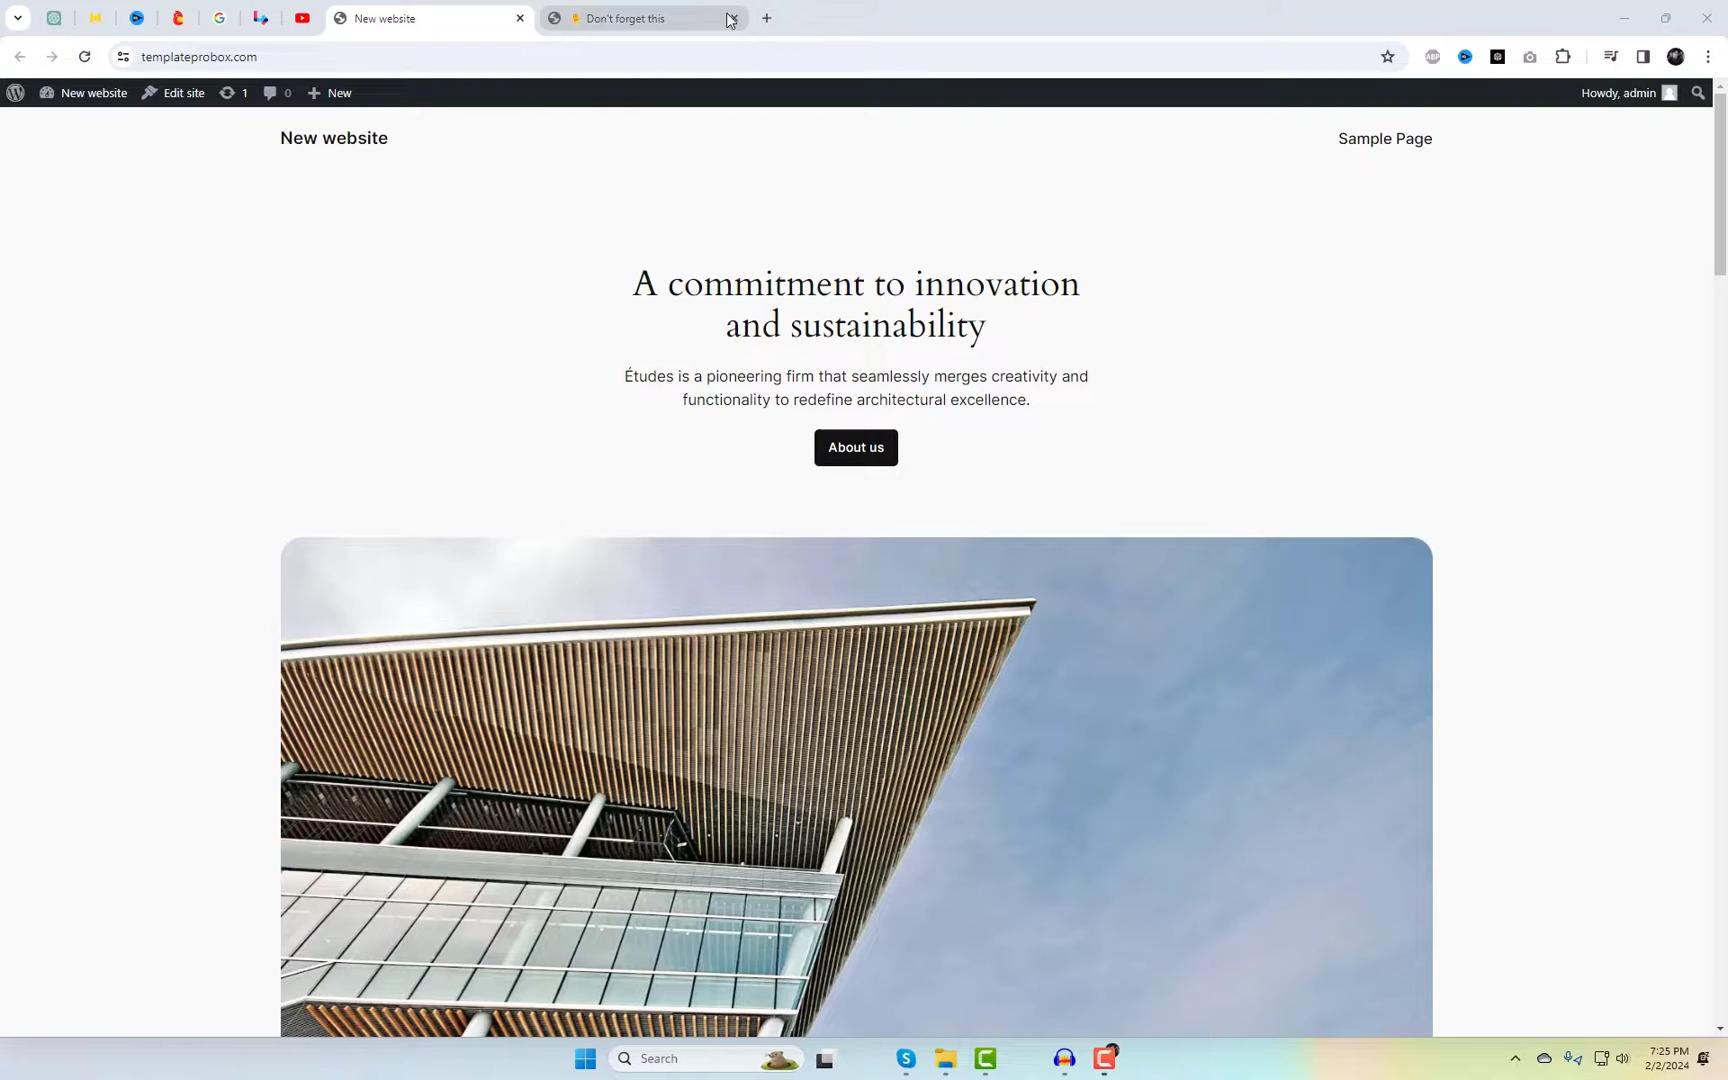 New website
Don't forget this
templateprobox.com
New website
Edit site
1
0
New
Howdy, admin
New website
Sample Page
A commitment to innovation
and sustainability
Études is a pioneering firm that seamlessly merges creativity and
functionality to redefine architectural excellence.
About us
Search
7:25 PM
2/2/2024